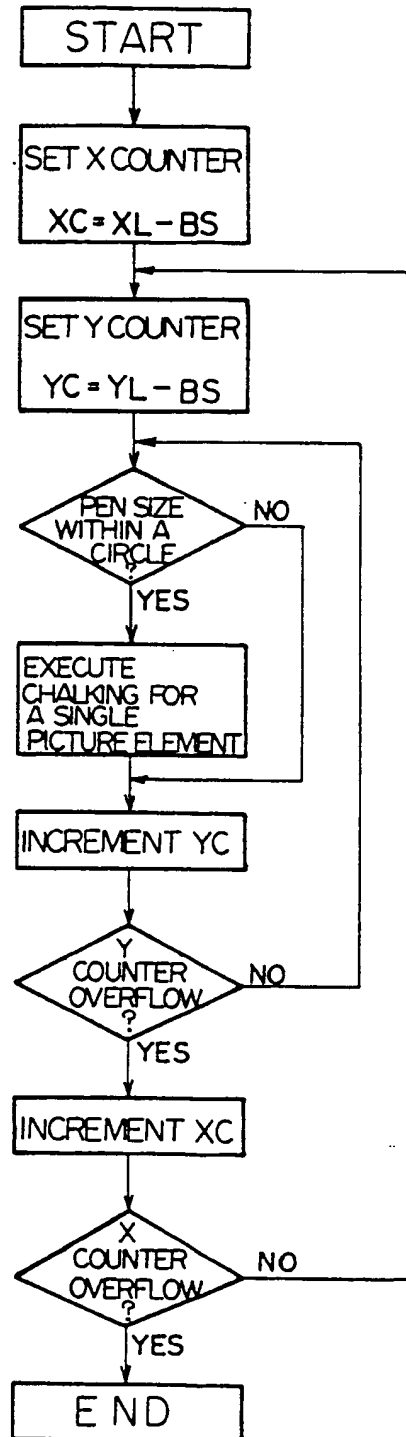 START
SET X COUNTER
XC = XL - BS
SET Y COUNTER
YC = YL - BS
PEN SIZE
WITHIN A
CIRCLE
?
NO
YES
EXECUTE
CHALKING FOR
A SINGLE
PICTURE ELEMENT
INCREMENT YC
Y
COUNTER
OVERFLOW
?
NO
YES
INCREMENT XC
X
COUNTER
OVERFLOW
?
NO
YES
END